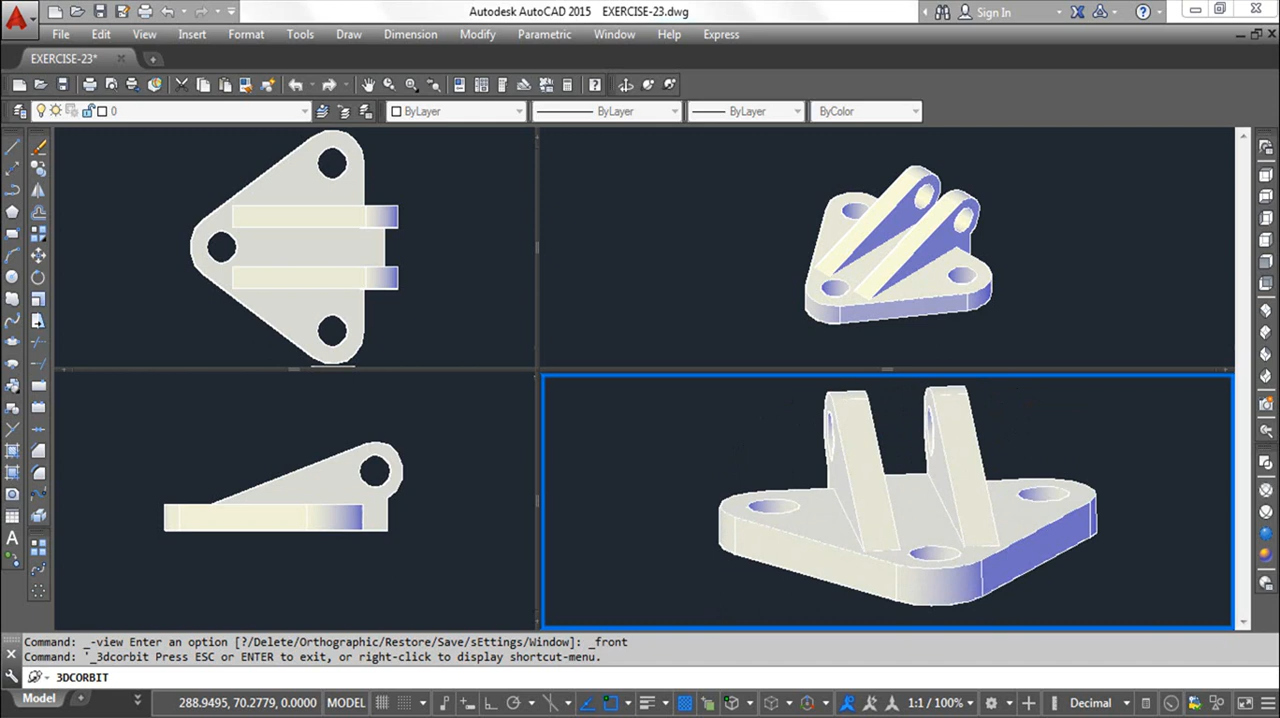 Autodesk AutoCAD 2015 EXERCISE-23.dwg
Sign In
File Edit View Insert Format Tools Draw Dimension Modify Parametric Window Help Express
EXERCISE-23*
0 ByLayer ByLayer ByLayer ByColor
A
Command: _-view Enter an option [?/Delete/Orthographic/Restore/Save/sEttings/Window]: _front
Command: '_3dcorbit Press ESC or ENTER to exit, or right-click to display shortcut-menu.
3DCORBIT
Model 288.9495, 70.2779, 0.0000 MODEL 1:1 / 100% Decimal